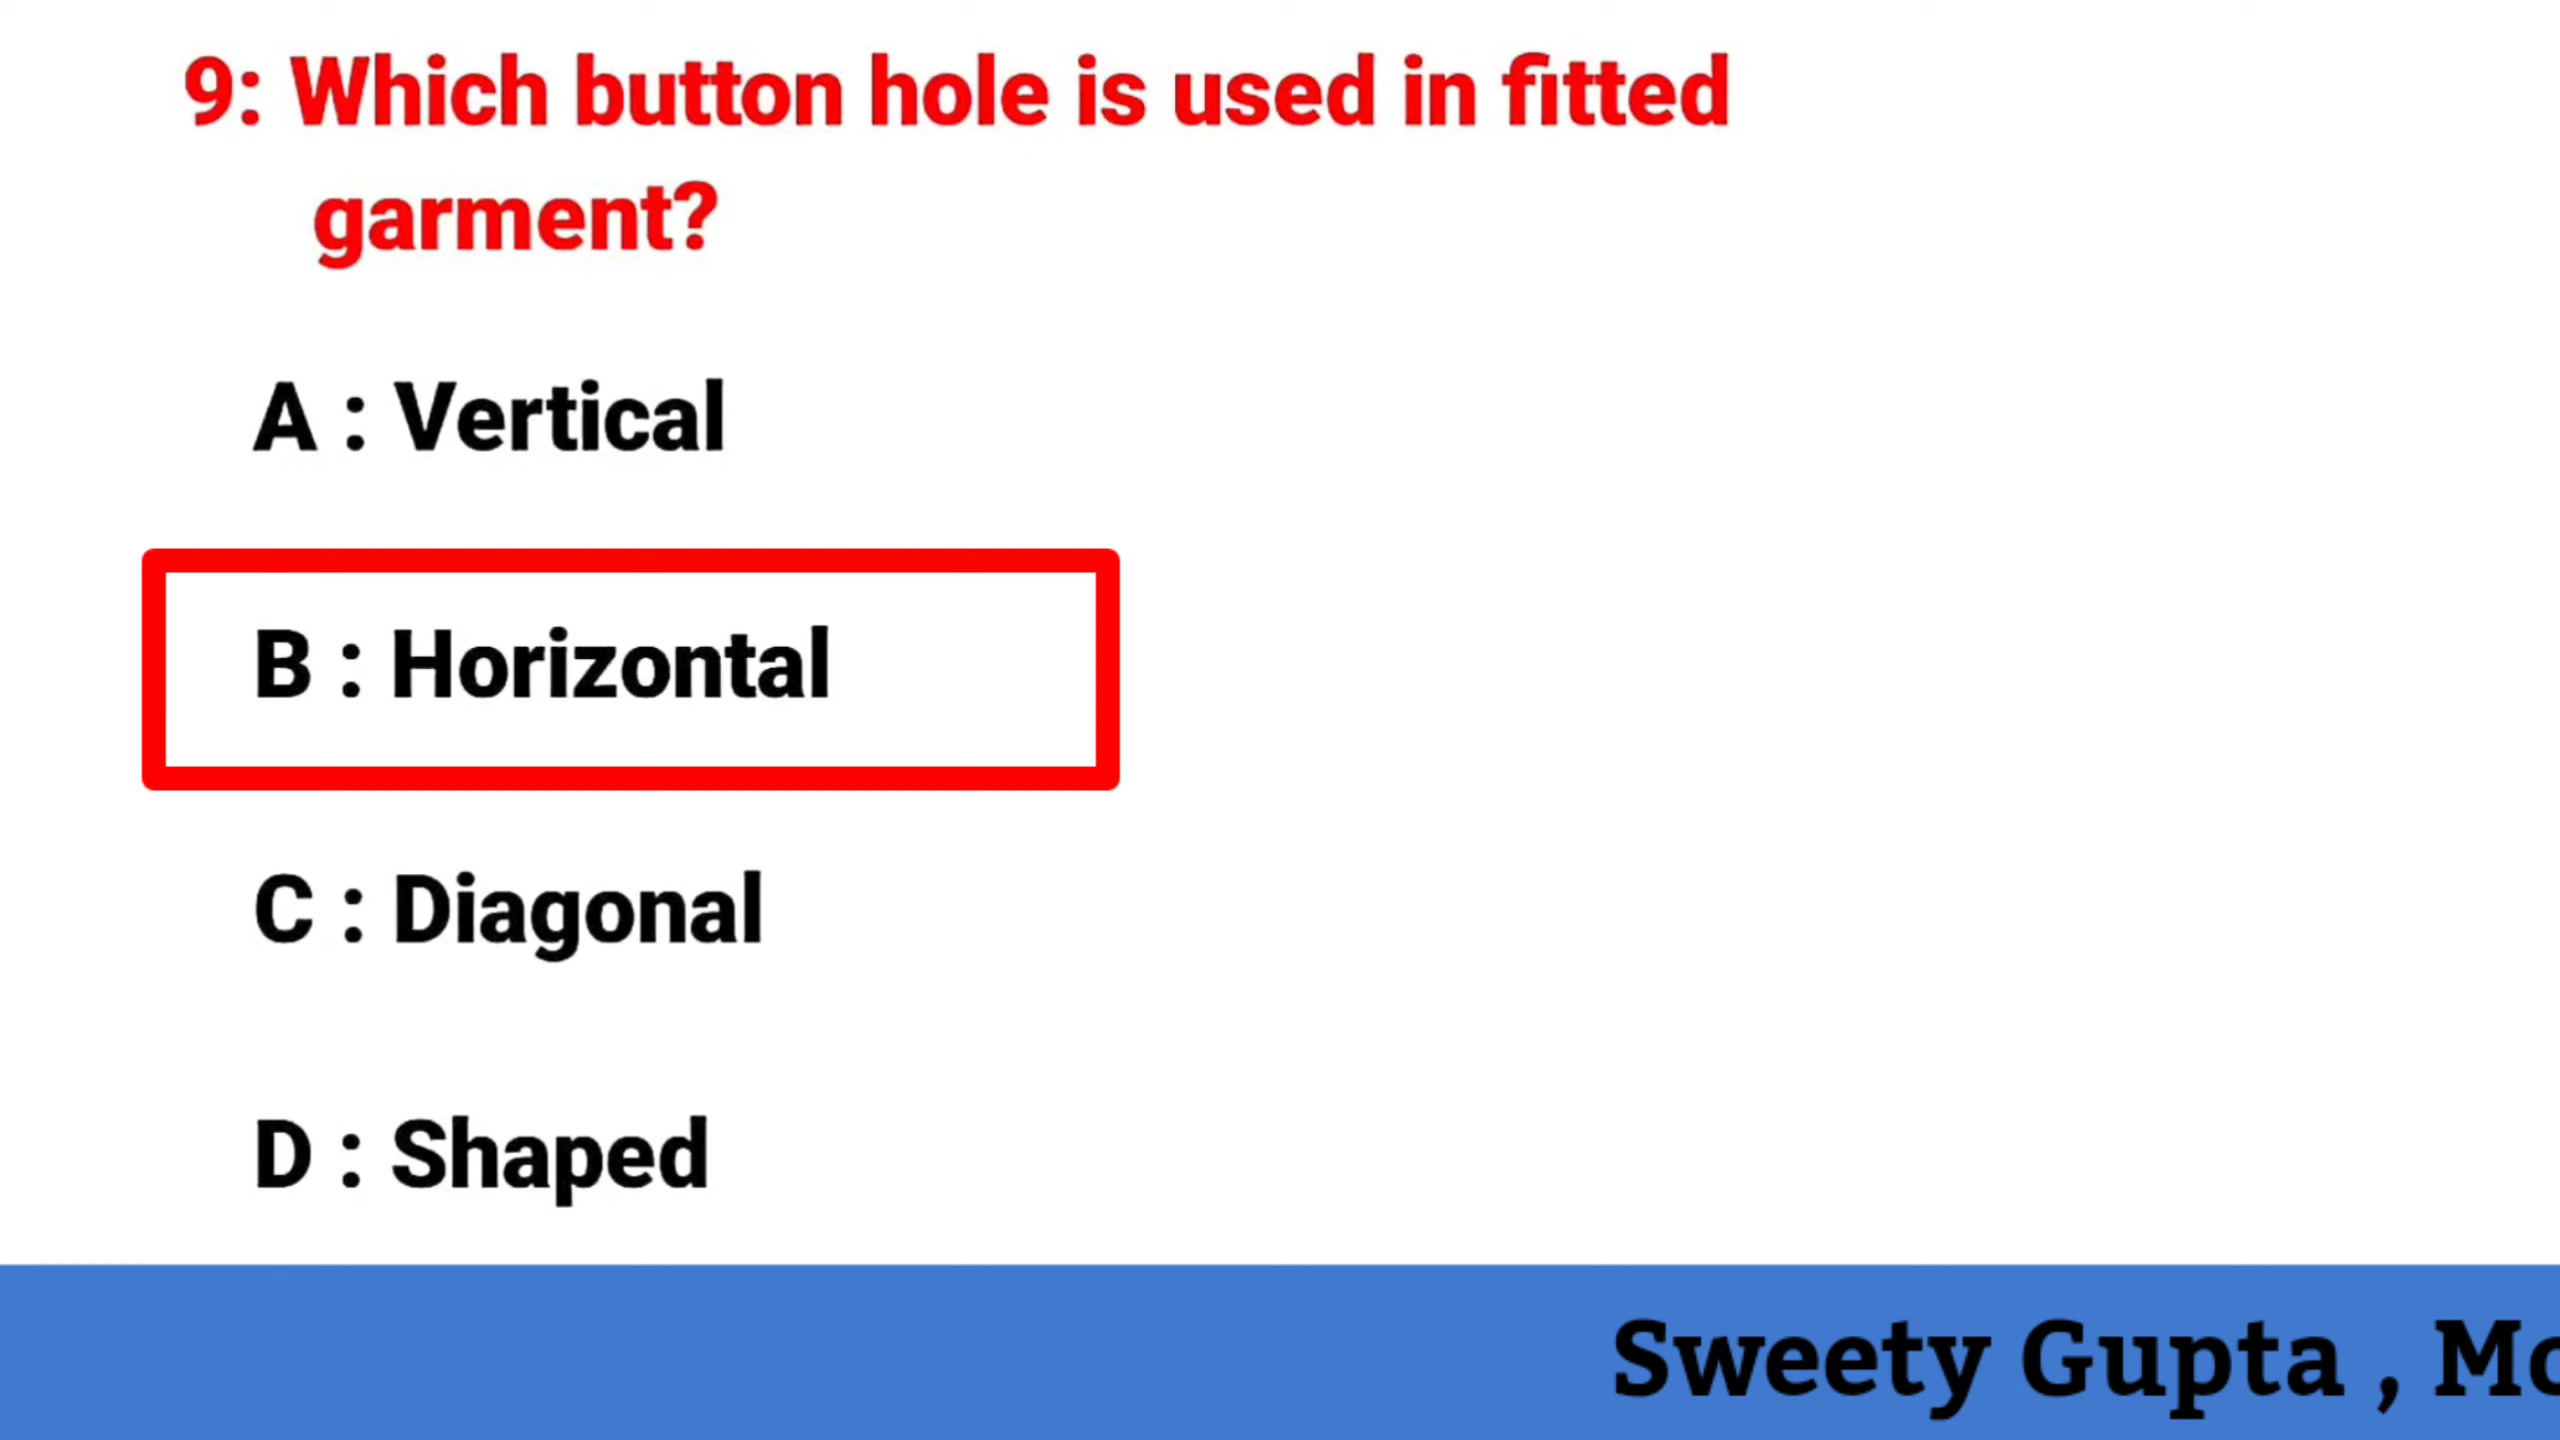 9: Which button hole is used in fitted
garment?
A : Vertical
B : Horizontal
C : Diagonal
D : Shaped
Sweety Gupta ,